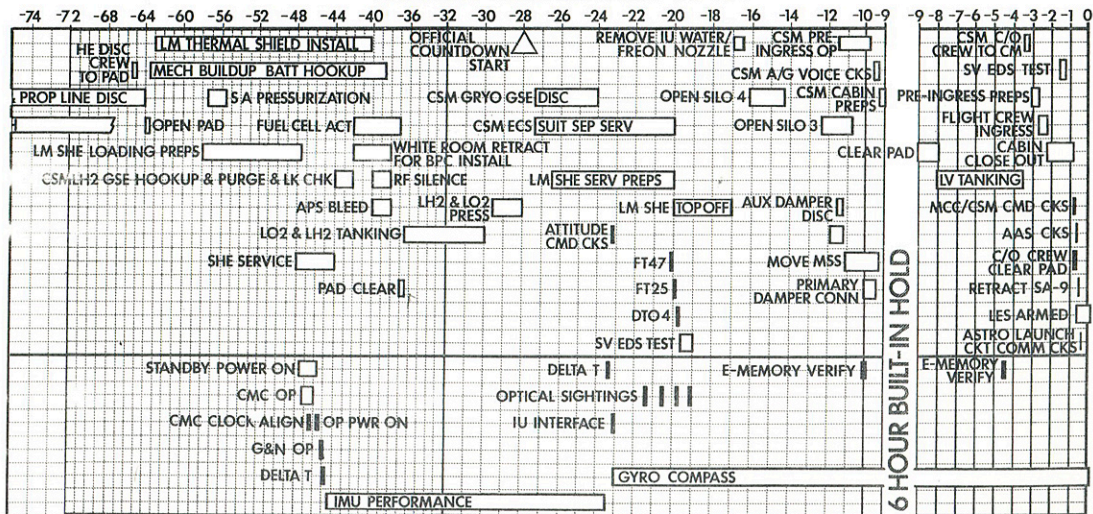 -74 -72 -68 -64 -60 -56 -52 -48 -44 -40 -36 -32 -28 -24 -20 -16 -12 10-9 -9 -8 -7 -6 -5 -4 -3 -2 -1 0
HE DISC
CREW
TO PAD
LM THERMAL SHIELD INSTALL
OFFICIAL
COUNTDOWN
START
REMOVE IU WATER/
FREON NOZZLE
CSM PRE-
INGRESS OP
CSM C/O
CREW TO CM
MECH BUILDUP BATT HOOKUP
CSM A/G VOICE CKS
SV EDS TEST
PROP LINE DISC
S A PRESSURIZATION
CSM GRYO GSE DISC
OPEN SILO 4
CSM CABIN
PREPS
PRE-INGRESS PREPS
OPEN PAD
FUEL CELL ACT
CSM ECS SUIT SEP SERV
OPEN SILO 3
FLIGHT CREW
INGRESS
LM SHE LOADING PREPS
WHITE ROOM RETRACT
FOR BPC INSTALL
CLEAR PAD
CABIN
CLOSE OUT
CSM LH2 GSE HOOKUP & PURGE & LK CHK
RF SILENCE
LM SHE SERV PREPS
LV TANKING
APS BLEED
LH2 & LO2
PRESS
LM SHE TOP OFF
AUX DAMPER
DISC
MCC/CSM CMD CKS
LO2 & LH2 TANKING
ATTITUDE
CMD CKS
AAS CKS
SHE SERVICE
FT47
MOVE MSS
C/O CREW
CLEAR PAD
PAD CLEAR
FT25
PRIMARY
DAMPER CONN
RETRACT SA-9
DTO 4
LES ARMED
SV EDS TEST
ASTRO LAUNCH
CKT COMM CKS
6 HOUR BUILT-IN HOLD
STANDBY POWER ON
DELTA T
E-MEMORY VERIFY
E-MEMORY
VERIFY
CMC OP
OPTICAL SIGHTINGS
CMC CLOCK ALIGN OP PWR ON
IU INTERFACE
G&N OP
DELTA T
GYRO COMPASS
IMU PERFORMANCE